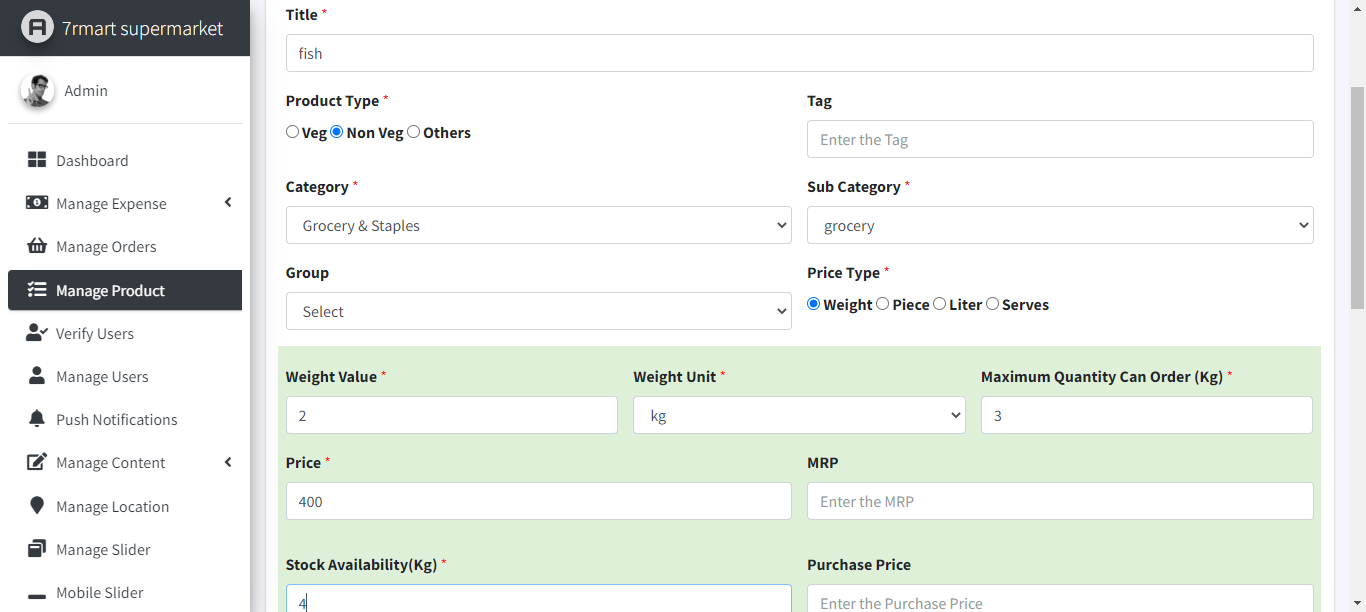 7rmart supermarket
Admin
Dashboard
Manage Expense
Manage Orders
Manage Product
Verify Users
Manage Users
Push Notifications
Manage Content
Manage Location
Manage Slider
Mobile Slider
Title *
fish
Product Type *
Veg Non Veg Others
Tag
Enter the Tag
Category *
Grocery & Staples
Sub Category *
grocery
Group
Select
Price Type *
Weight Piece Liter Serves
Weight Value *
2
Weight Unit *
kg
Maximum Quantity Can Order (Kg) *
3
Price *
400
MRP
Enter the MRP
Stock Availability(Kg) *
4
Purchase Price
Enter the Purchase Price